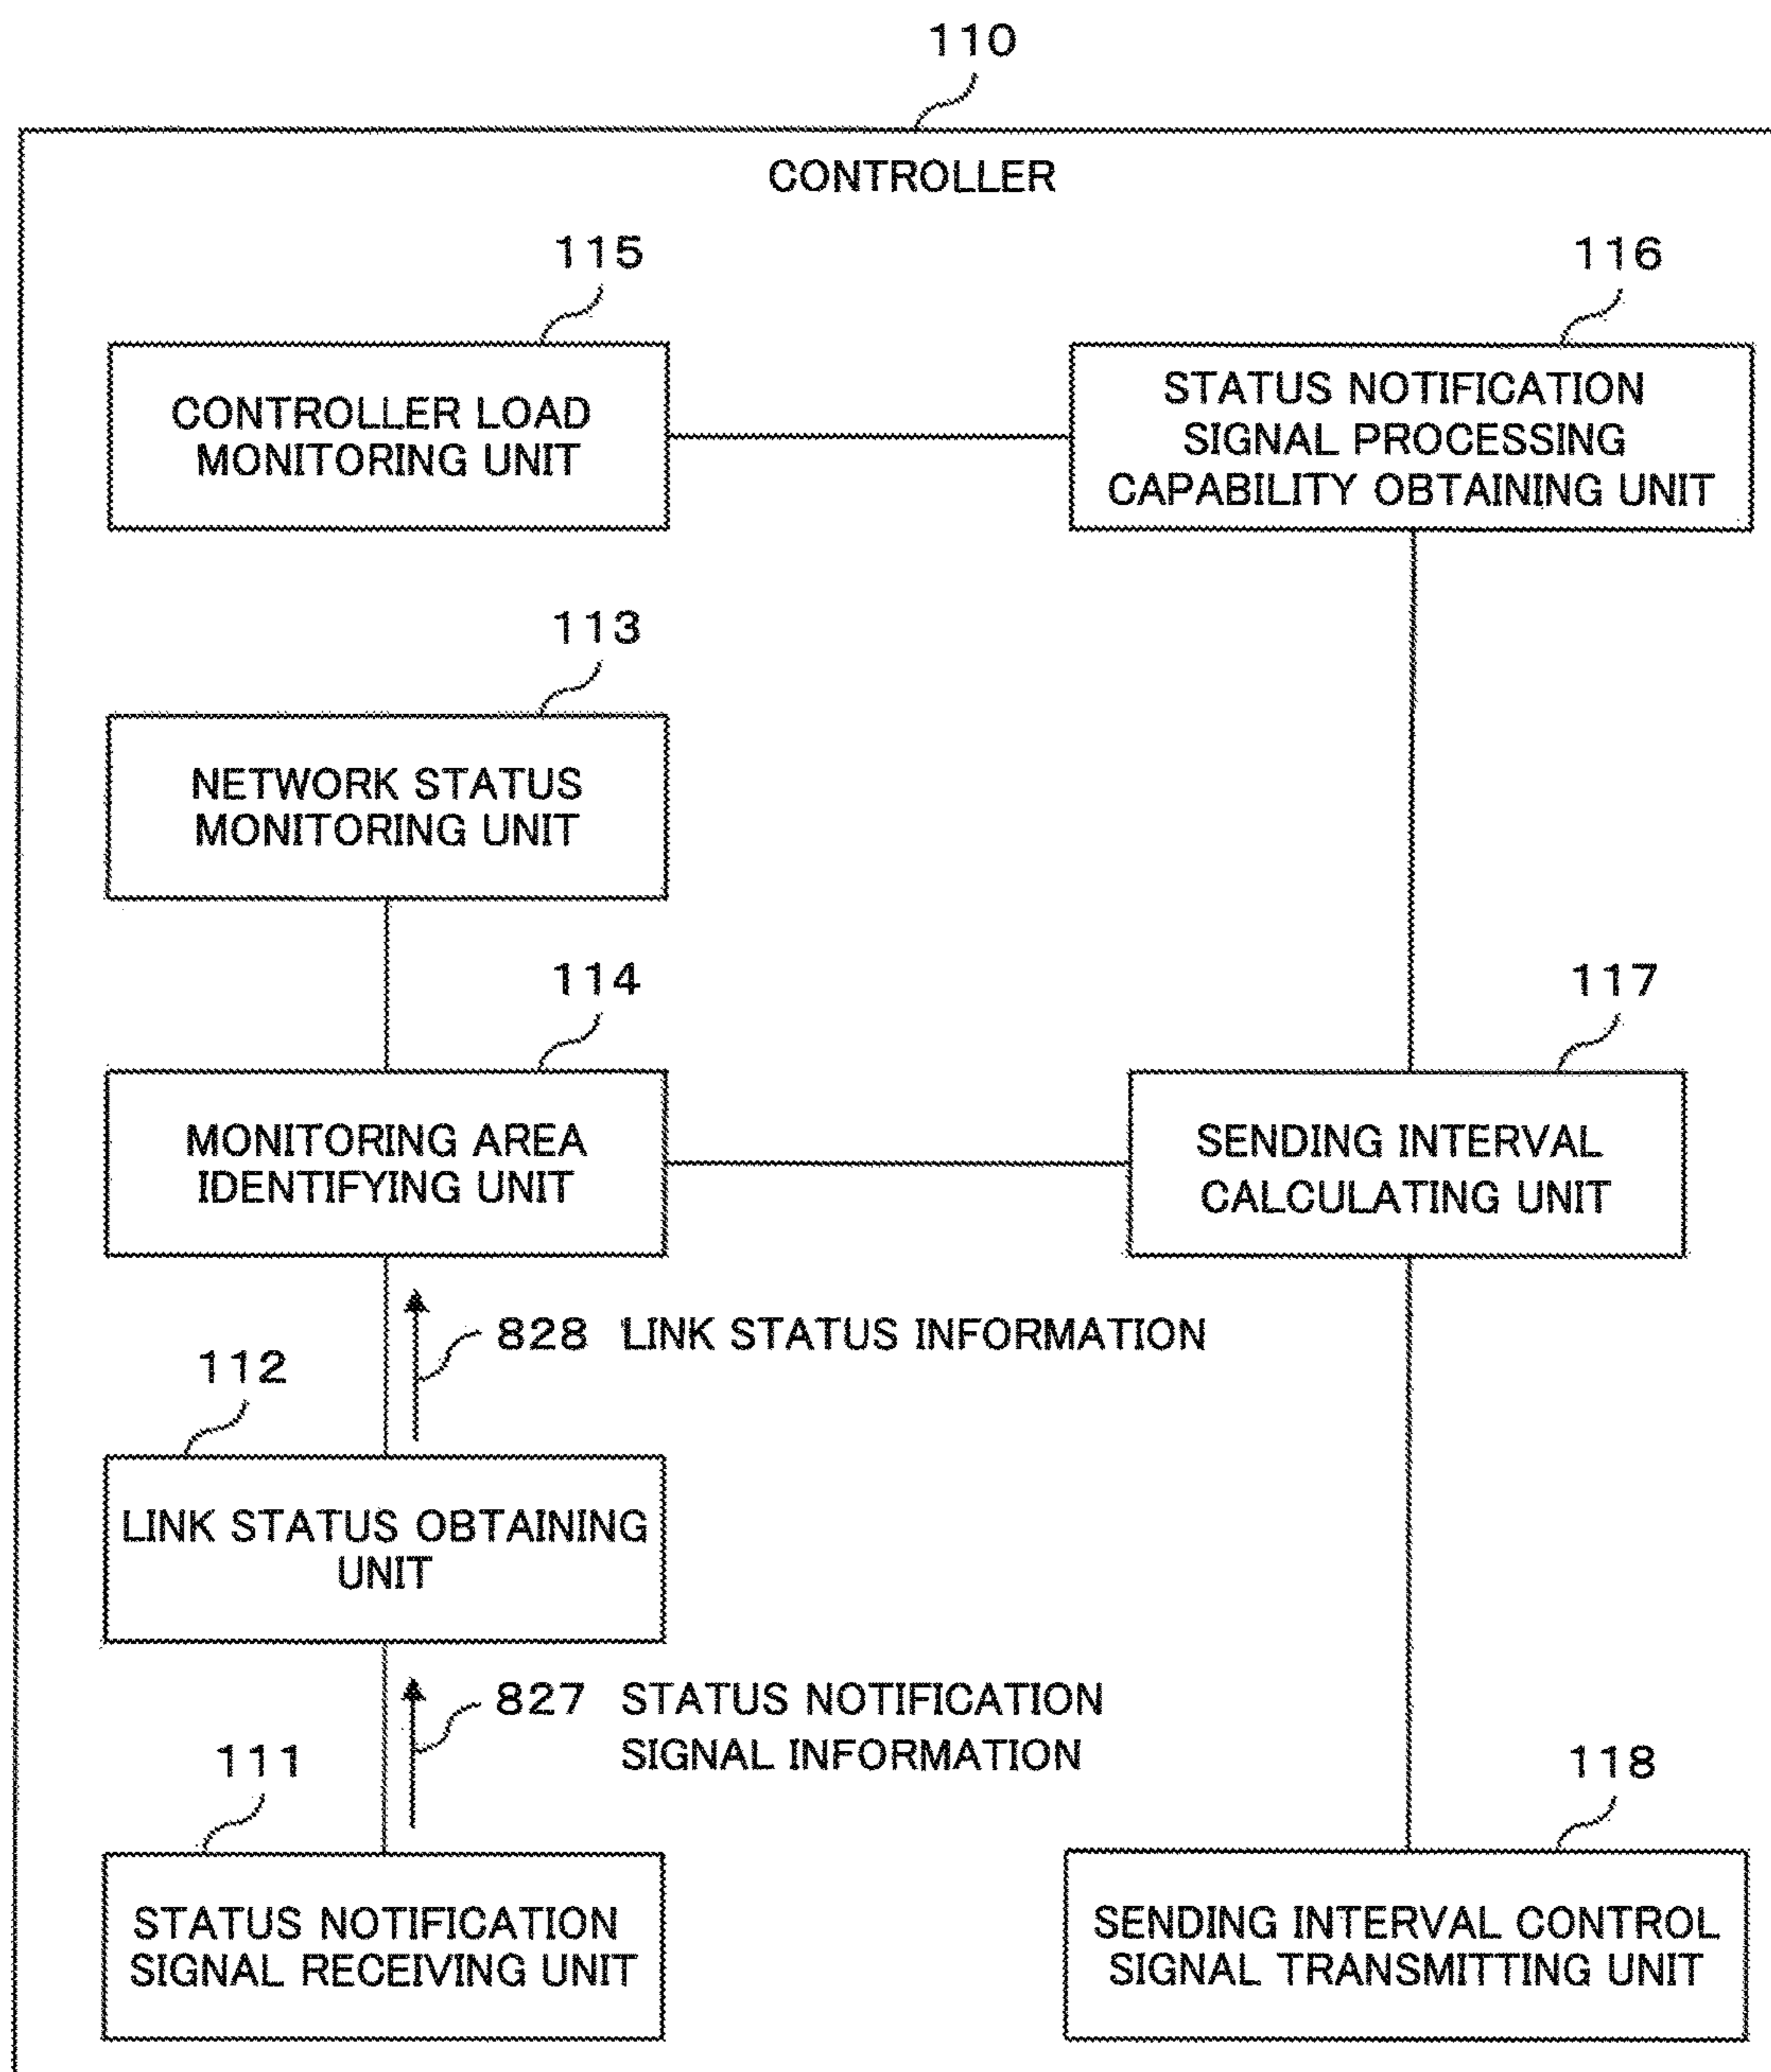 110
CONTROLLER
115
116
CONTROLLER LOAD
MONITORING UNIT
STATUS NOTIFICATION
SIGNAL PROCESSING
CAPABILITY OBTAINING UNIT
113
NETWORK STATUS
MONITORING UNIT
114
117
MONITORING AREA
IDENTIFYING UNIT
SENDING INTERVAL
CALCULATING UNIT
828 LINK STATUS INFORMATION
112
LINK STATUS OBTAINING
UNIT
827 STATUS NOTIFICATION
SIGNAL INFORMATION
111
118
STATUS NOTIFICATION
SIGNAL RECEIVING UNIT
SENDING INTERVAL CONTROL
SIGNAL TRANSMITTING UNIT